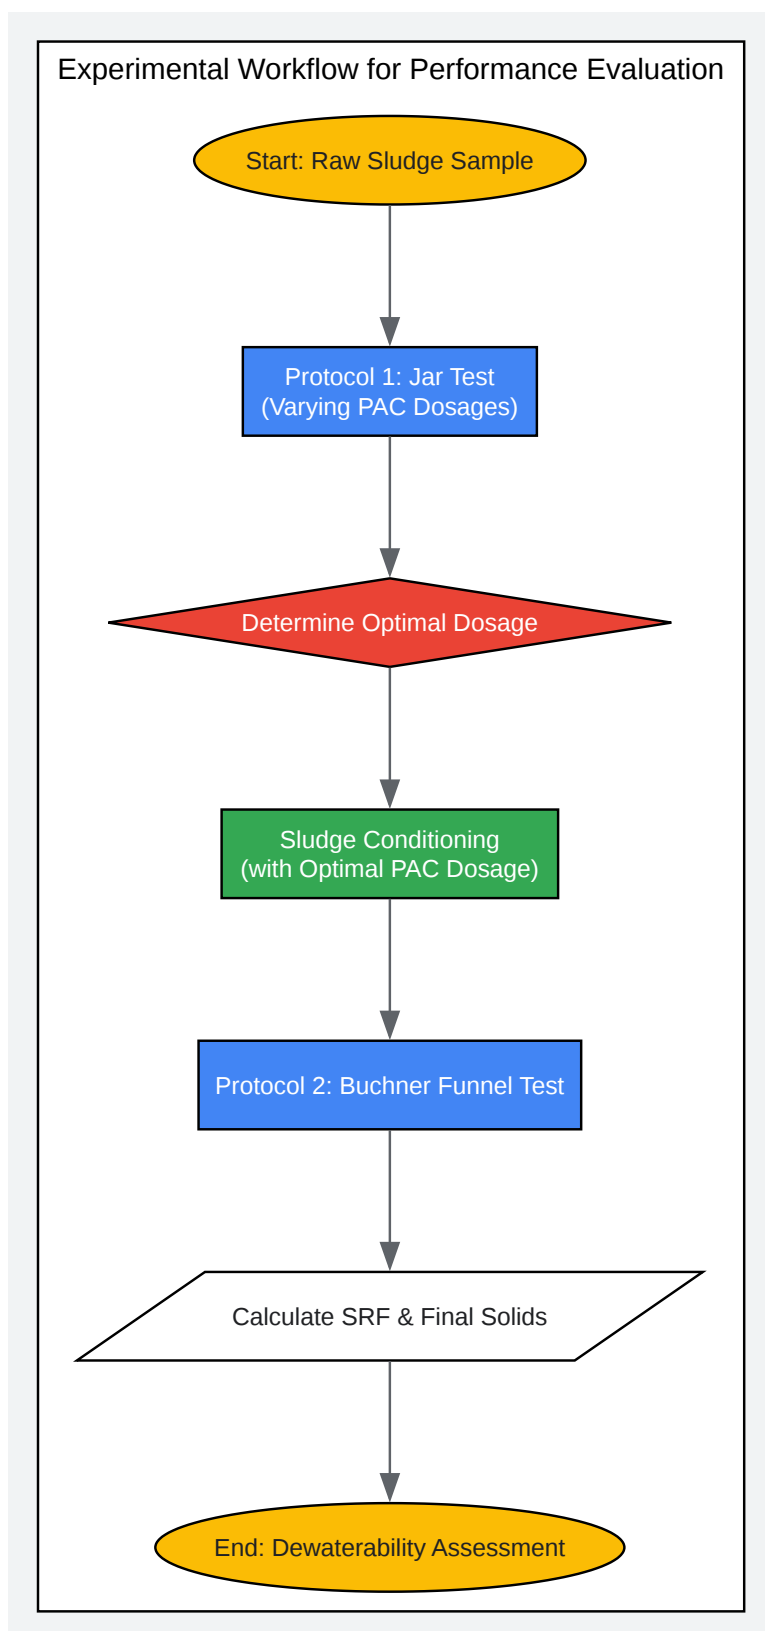 Experimental Workflow for Performance Evaluation
Start: Raw Sludge Sample
Protocol 1: Jar Test
(Varying PAC Dosages)
Determine Optimal Dosage
Sludge Conditioning
(with Optimal PAC Dosage)
Protocol 2: Buchner Funnel Test
Calculate SRF & Final Solids
End: Dewaterability Assessment